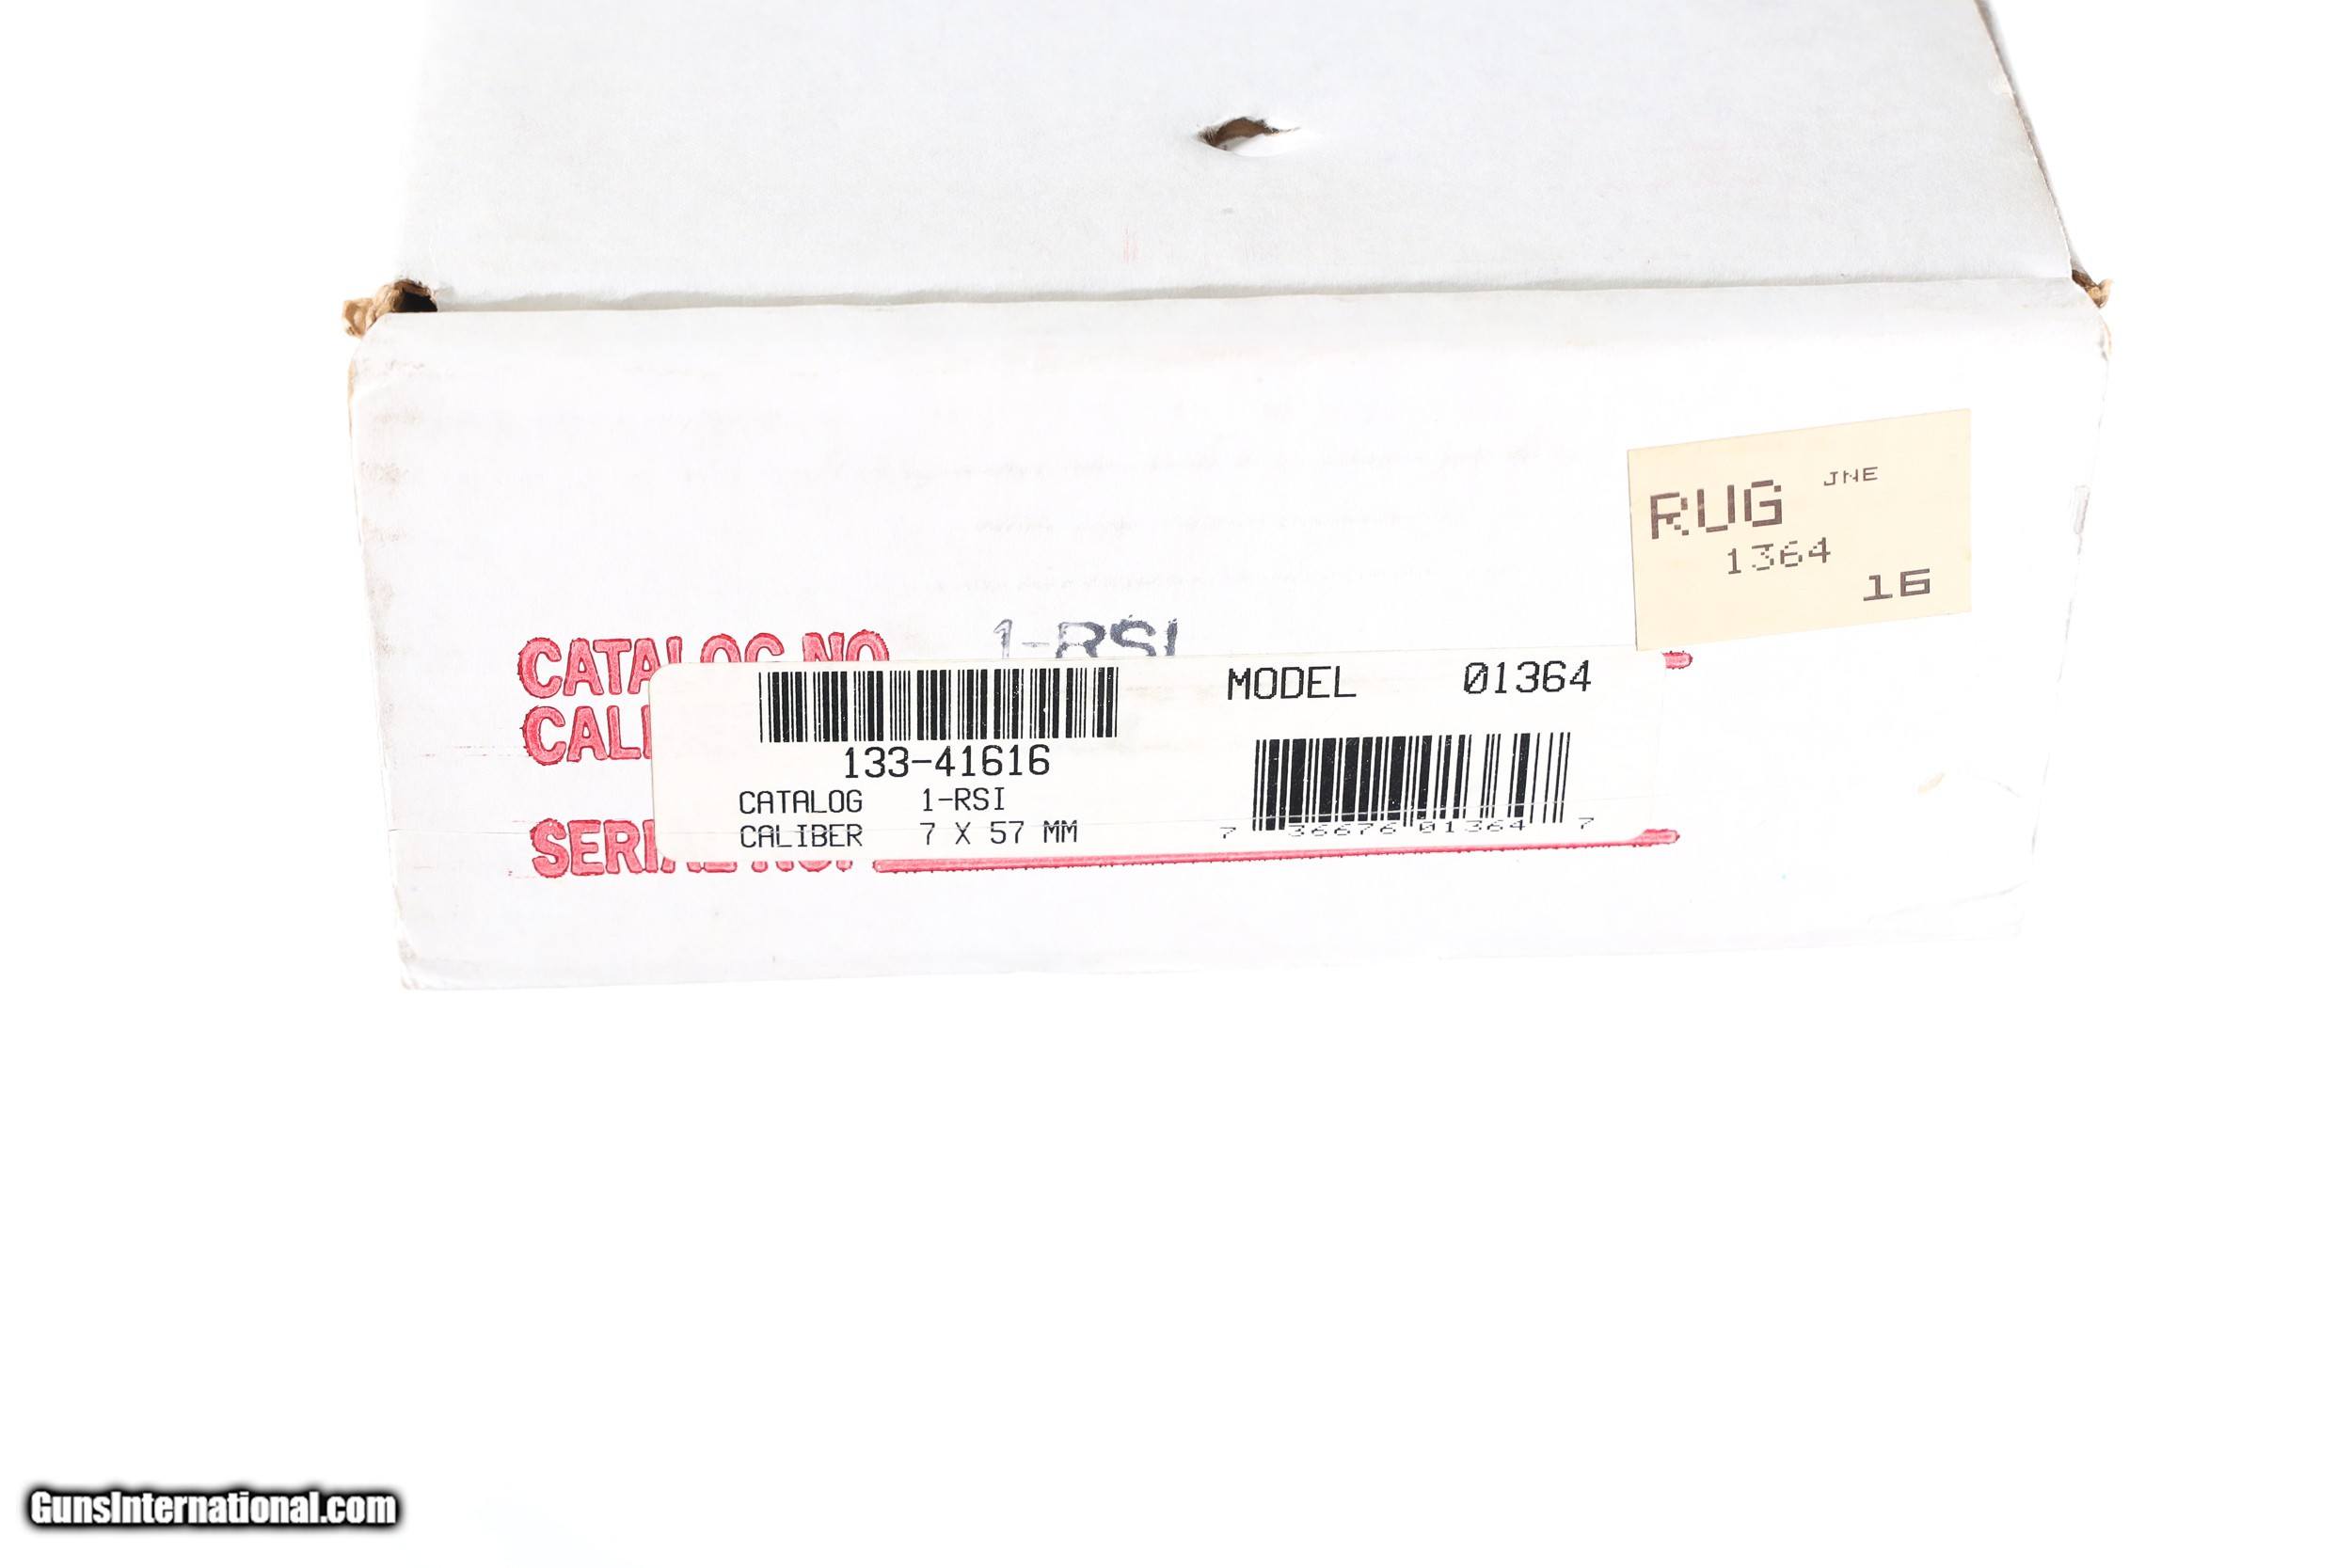 RUG JNE
1364
16
CATALOG NO 1-RSI
CALI
SERIAL NO.
MODEL 01364
133-41616
CATALOG 1-RSI
CALIBER 7 X 57 MM
7 36676 01364 7
GunsInternational.com